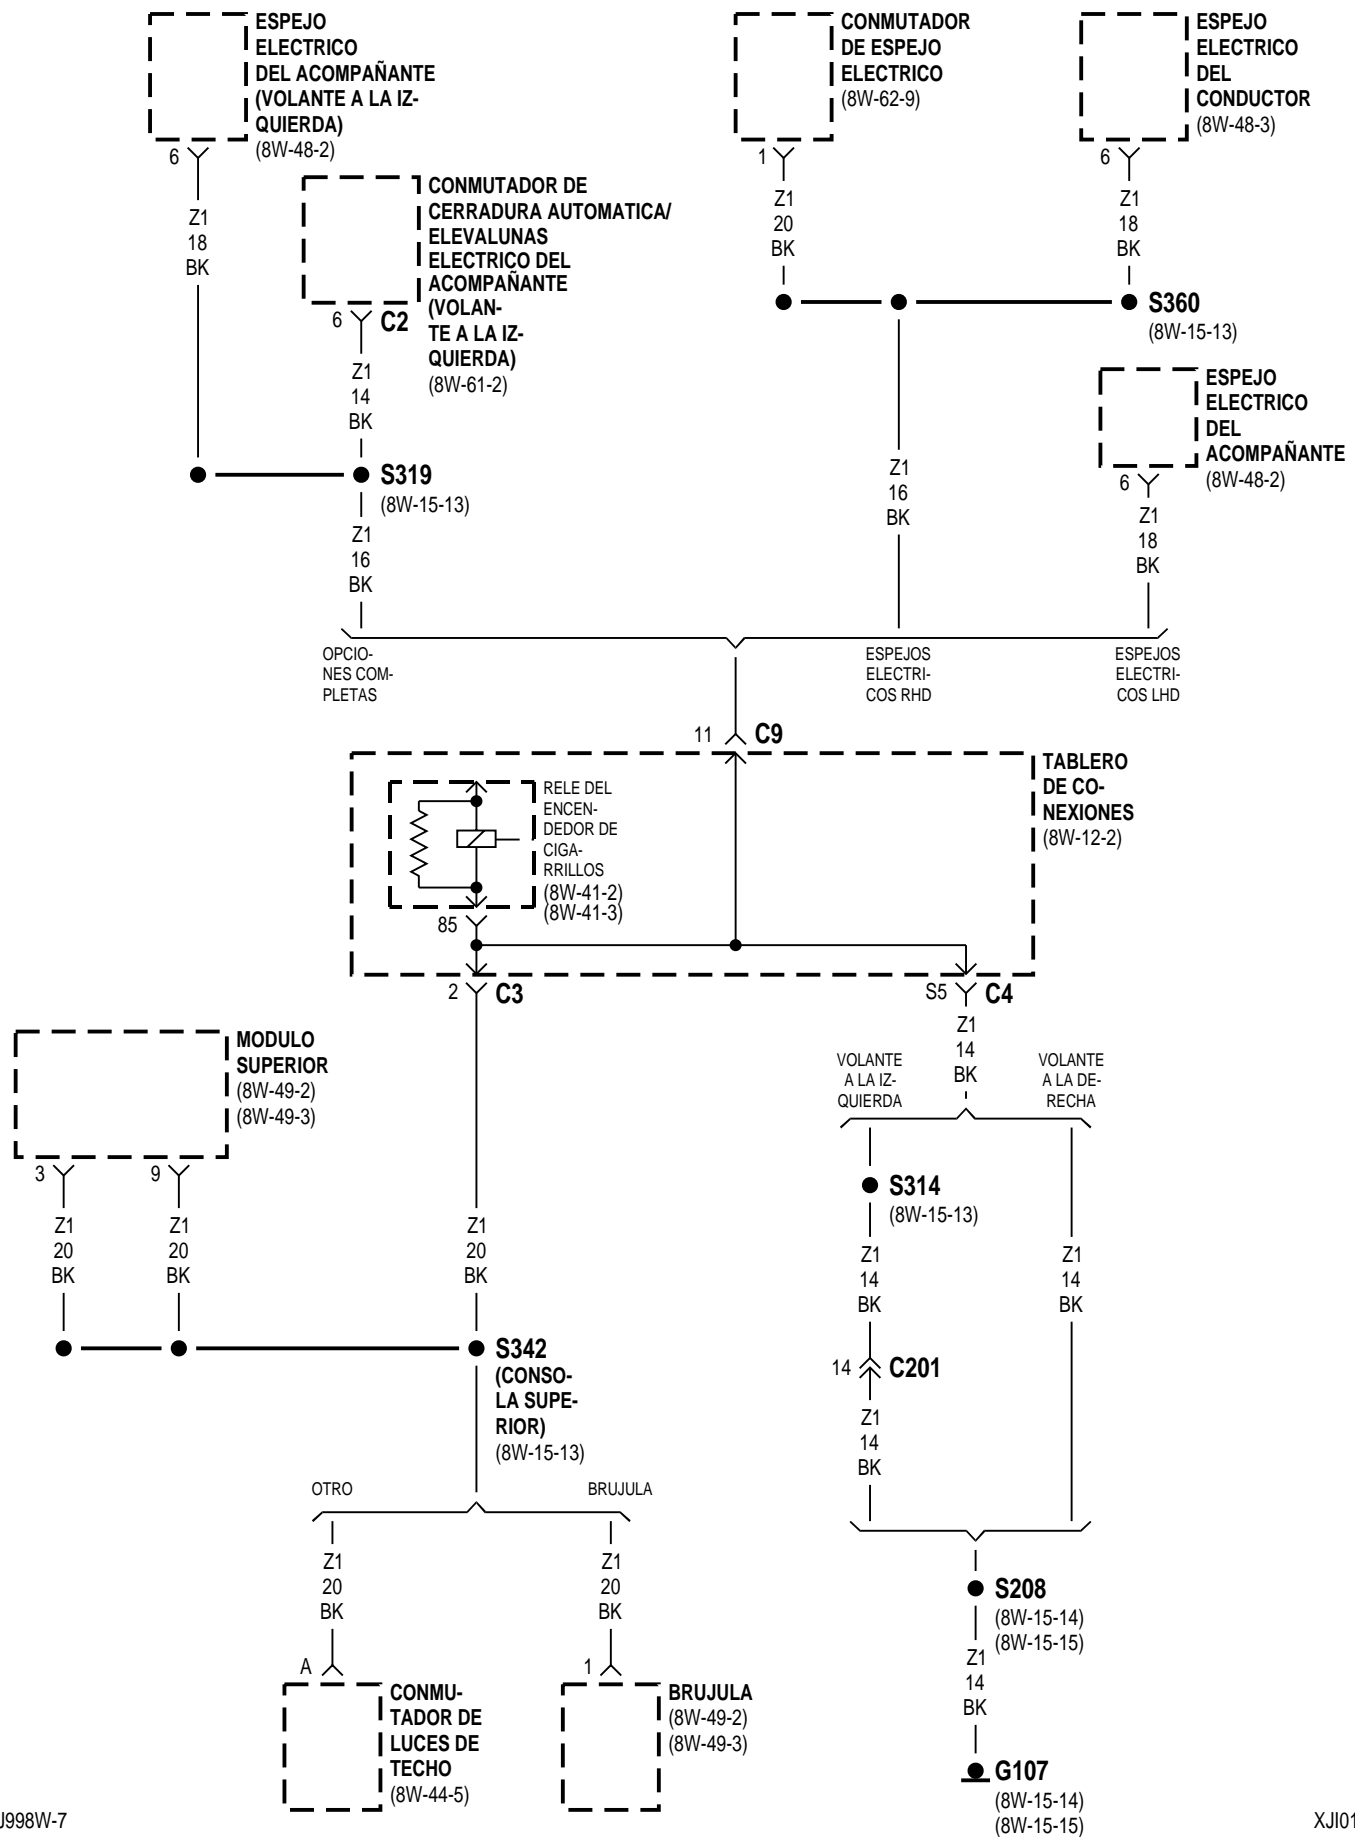 ESPEJO
ELECTRICO
DEL ACOMPAÑANTE
(VOLANTE A LA IZ-
QUIERDA)
(8W-48-2)
6
Z1
18
BK
CONMUTADOR DE
CERRADURA AUTOMATICA/
ELEVALUNAS
ELECTRICO DEL
ACOMPAÑANTE
(VOLAN-
TE A LA IZ-
QUIERDA)
(8W-61-2)
6 C2
Z1
14
BK
S319
(8W-15-13)
Z1
16
BK
CONMUTADOR
DE ESPEJO
ELECTRICO
(8W-62-9)
1
Z1
20
BK
ESPEJO
ELECTRICO
DEL
CONDUCTOR
(8W-48-3)
6
Z1
18
BK
S360
(8W-15-13)
Z1
16
BK
ESPEJO
ELECTRICO
DEL
ACOMPAÑANTE
(8W-48-2)
6
Z1
18
BK
OPCIO-
NES COM-
PLETAS
ESPEJOS
ELECTRI-
COS RHD
ESPEJOS
ELECTRI-
COS LHD
11 C9
TABLERO
DE CO-
NEXIONES
(8W-12-2)
RELE DEL
ENCEN-
DEDOR DE
CIGA-
RRILLOS
(8W-41-2)
(8W-41-3)
85
2 C3
S5 C4
Z1
14
BK
VOLANTE
A LA IZ-
QUIERDA
VOLANTE
A LA DE-
RECHA
MODULO
SUPERIOR
(8W-49-2)
(8W-49-3)
3
9
Z1
20
BK
Z1
20
BK
Z1
20
BK
S342
(CONSO-
LA SUPE-
RIOR)
(8W-15-13)
S314
(8W-15-13)
Z1
14
BK
Z1
14
BK
14 C201
Z1
14
BK
OTRO
BRUJULA
Z1
20
BK
Z1
20
BK
A
1
CONMU-
TADOR DE
LUCES DE
TECHO
(8W-44-5)
BRUJULA
(8W-49-2)
(8W-49-3)
S208
(8W-15-14)
(8W-15-15)
Z1
14
BK
G107
(8W-15-14)
(8W-15-15)
J998W-7
XJI01